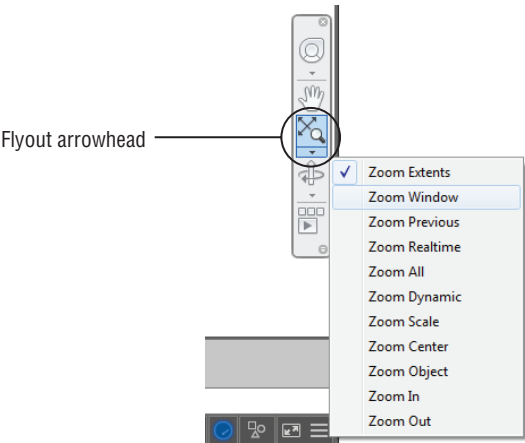 Flyout arrowhead
Zoom Extents
Zoom Window
Zoom Previous
Zoom Realtime
Zoom All
Zoom Dynamic
Zoom Scale
Zoom Center
Zoom Object
Zoom In
Zoom Out